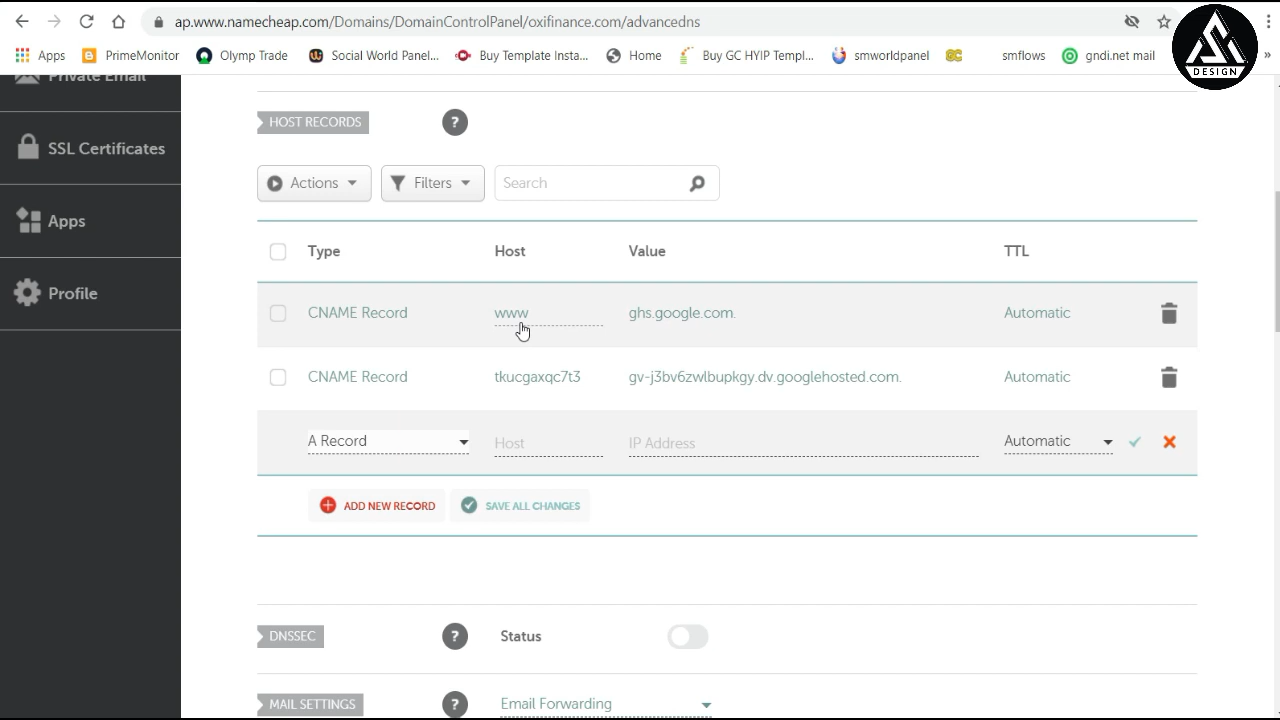 ap.www.namecheap.com/Domains/DomainControlPanel/oxifinance.com/advanceddns
Apps PrimeMonitor Olymp Trade Social World Panel... Buy Template Insta... Home Buy GC HYIP Templ... smworldpanel GC smflows gndi.net mail »
DESIGN
Private Email
SSL Certificates
Apps
Profile
HOST RECORDS ?
Actions Filters Search
Type Host Value TTL
CNAME Record www ghs.google.com. Automatic
CNAME Record tkucgaxqc7t3 gv-j3bv6zwlbupkgy.dv.googlehosted.com. Automatic
A Record Host IP Address Automatic
ADD NEW RECORD SAVE ALL CHANGES
DNSSEC ? Status
MAIL SETTINGS ? Email Forwarding